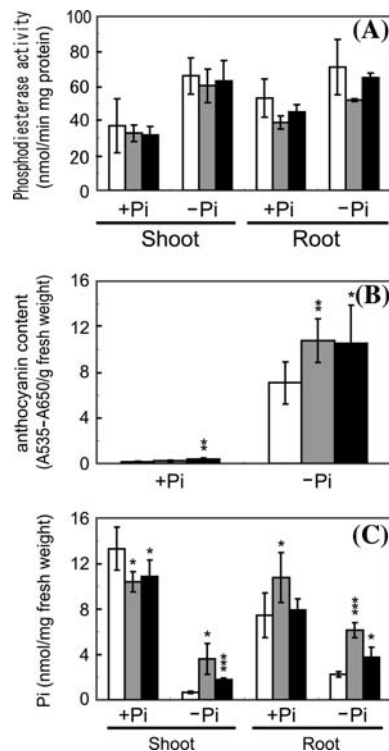 (A)
Phosphodiesterase activity
(nmol/min mg protein)
100
80
60
40
20
0
+Pi −Pi +Pi −Pi
Shoot Root
(B)
anthocyanin content
(A535-A650/g fresh weight)
16
12
8
4
0
** ** *
+Pi −Pi
(C)
Pi (nmol/mg fresh weight)
16
12
8
4
0
* * * *** * *** *
+Pi −Pi +Pi −Pi
Shoot Root